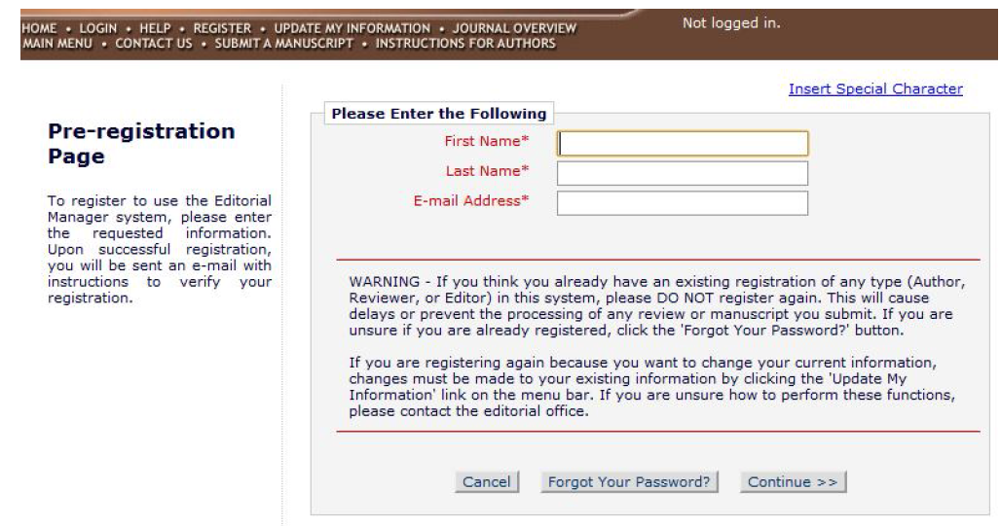 HOME • LOGIN • HELP • REGISTER • UPDATE MY INFORMATION • JOURNAL OVERVIEW
MAIN MENU • CONTACT US • SUBMIT A MANUSCRIPT • INSTRUCTIONS FOR AUTHORS
Not logged in.
Insert Special Character
Pre-registration
Page
To register to use the Editorial
Manager system, please enter
the requested information.
Upon successful registration,
you will be sent an e-mail with
instructions to verify your
registration.
Please Enter the Following
First Name*
Last Name*
E-mail Address*
WARNING - If you think you already have an existing registration of any type (Author,
Reviewer, or Editor) in this system, please DO NOT register again. This will cause
delays or prevent the processing of any review or manuscript you submit. If you are
unsure if you are already registered, click the 'Forgot Your Password?' button.
If you are registering again because you want to change your current information,
changes must be made to your existing information by clicking the 'Update My
Information' link on the menu bar. If you are unsure how to perform these functions,
please contact the editorial office.
Cancel Forgot Your Password? Continue >>